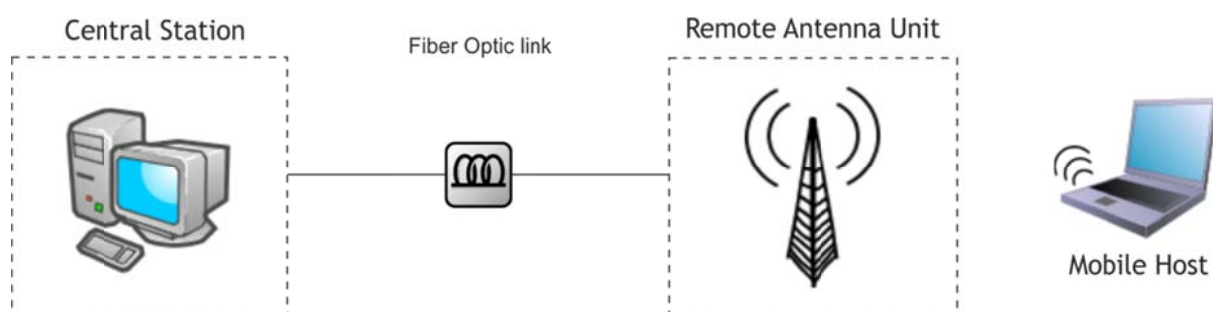 Central Station
Fiber Optic link
Remote Antenna Unit
Mobile Host